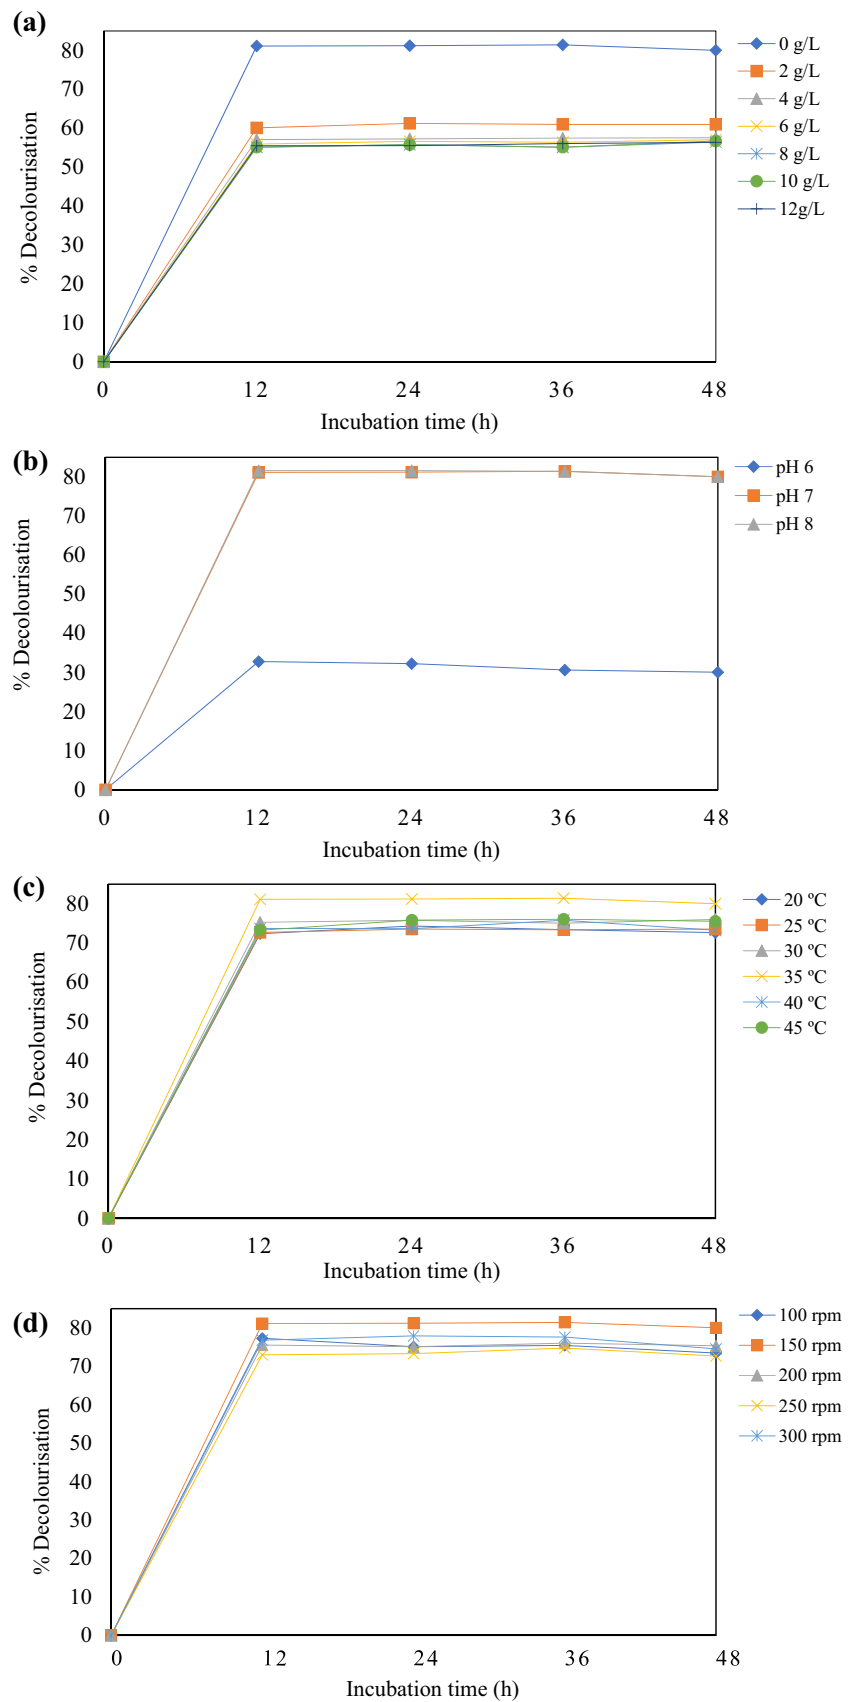 (a)
80
70
60
50
40
30
20
10
0
% Decolourisation
0 12 24 36 48
Incubation time (h)
0 g/L
2 g/L
4 g/L
6 g/L
8 g/L
10 g/L
12g/L
(b)
80
70
60
50
40
30
20
10
0
% Decolourisation
0 12 24 36 48
Incubation time (h)
pH 6
pH 7
pH 8
(c)
80
70
60
50
40
30
20
10
0
% Decolourisation
0 12 24 36 48
Incubation time (h)
20 ºC
25 ºC
30 ºC
35 ºC
40 ºC
45 ºC
(d)
80
70
60
50
40
30
20
10
0
% Decolourisation
0 12 24 36 48
Incubation time (h)
100 rpm
150 rpm
200 rpm
250 rpm
300 rpm